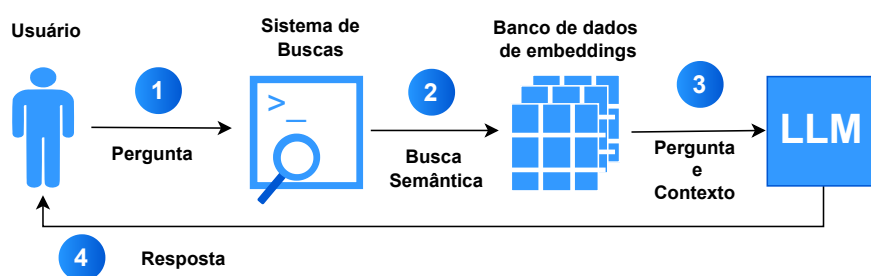 Usuário
Sistema de
Buscas
Banco de dados
de embeddings
1
2
3
>_
LLM
Pergunta
Busca
Semântica
Pergunta
e
Contexto
4
Resposta